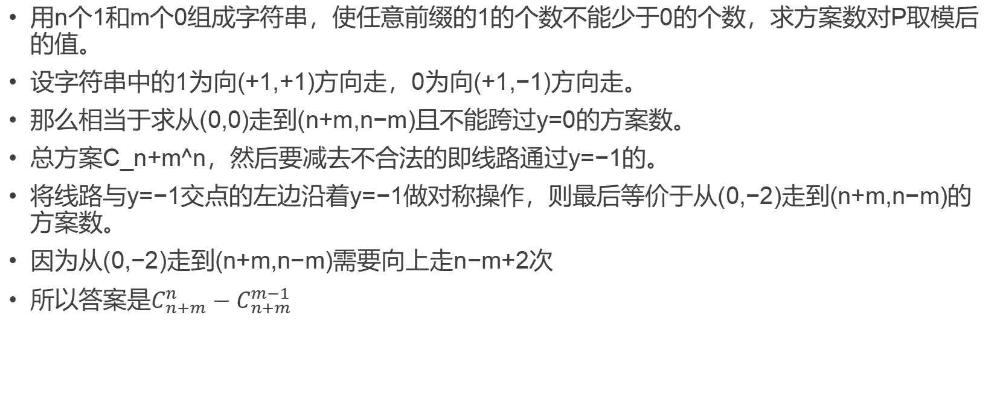 • 用n个1和m个0组成字符串，使任意前缀的1的个数不能少于0的个数，求方案数对P取模后
的值。
• 设字符串中的1为向(+1,+1)方向走，0为向(+1,−1)方向走。
• 那么相当于求从(0,0)走到(n+m,n−m)且不能跨过y=0的方案数。
• 总方案C_n+m^n，然后要减去不合法的即线路通过y=−1的。
• 将线路与y=−1交点的左边沿着y=−1做对称操作，则最后等价于从(0,−2)走到(n+m,n−m)的
方案数。
• 因为从(0,−2)走到(n+m,n−m)需要向上走n−m+2次
• 所以答案是$C_{n+m}^{n} - C_{n+m}^{m-1}$